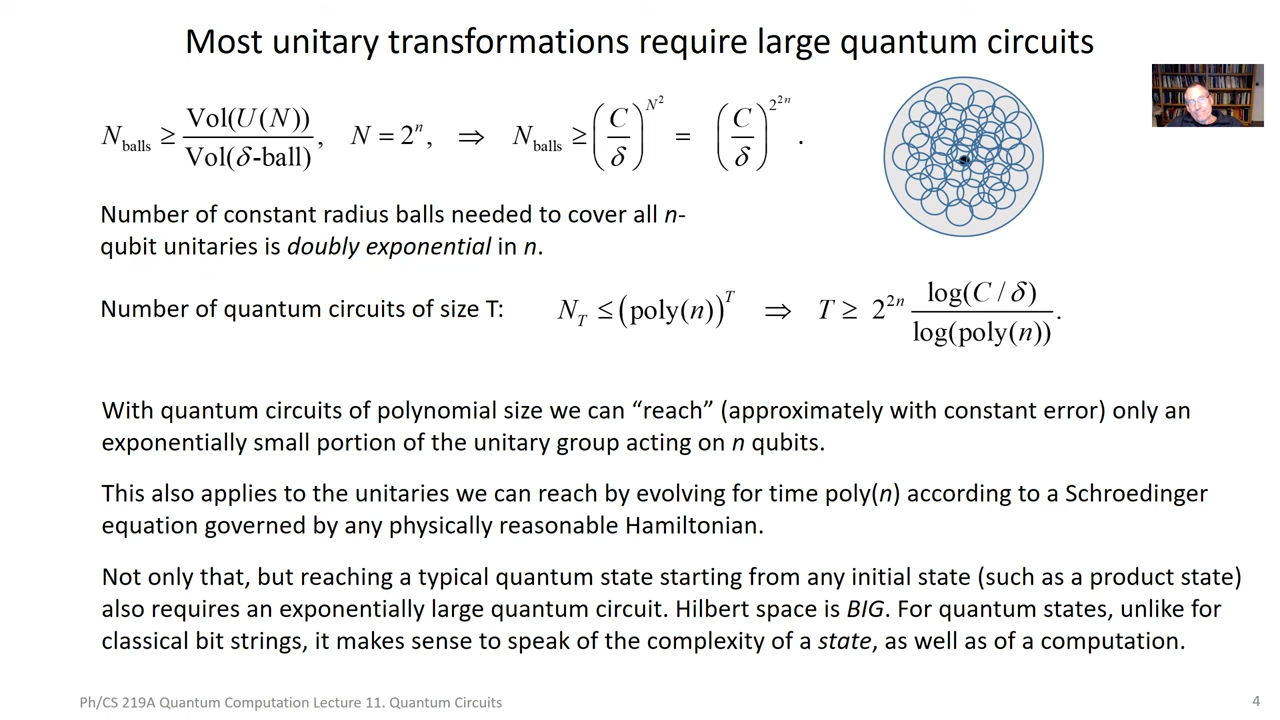 Most unitary transformations require large quantum circuits
N_balls ≥ Vol(U(N)) / Vol(δ-ball), N = 2^n, ⇒ N_balls ≥ (C/δ)^{N^2} = (C/δ)^{2^{2n}}.
Number of constant radius balls needed to cover all n-
qubit unitaries is doubly exponential in n.
Number of quantum circuits of size T: N_T ≤ (poly(n))^T ⇒ T ≥ 2^{2n} log(C / δ) / log(poly(n)).
With quantum circuits of polynomial size we can “reach” (approximately with constant error) only an
exponentially small portion of the unitary group acting on n qubits.
This also applies to the unitaries we can reach by evolving for time poly(n) according to a Schroedinger
equation governed by any physically reasonable Hamiltonian.
Not only that, but reaching a typical quantum state starting from any initial state (such as a product state)
also requires an exponentially large quantum circuit. Hilbert space is BIG. For quantum states, unlike for
classical bit strings, it makes sense to speak of the complexity of a state, as well as of a computation.
Ph/CS 219A Quantum Computation Lecture 11. Quantum Circuits
4